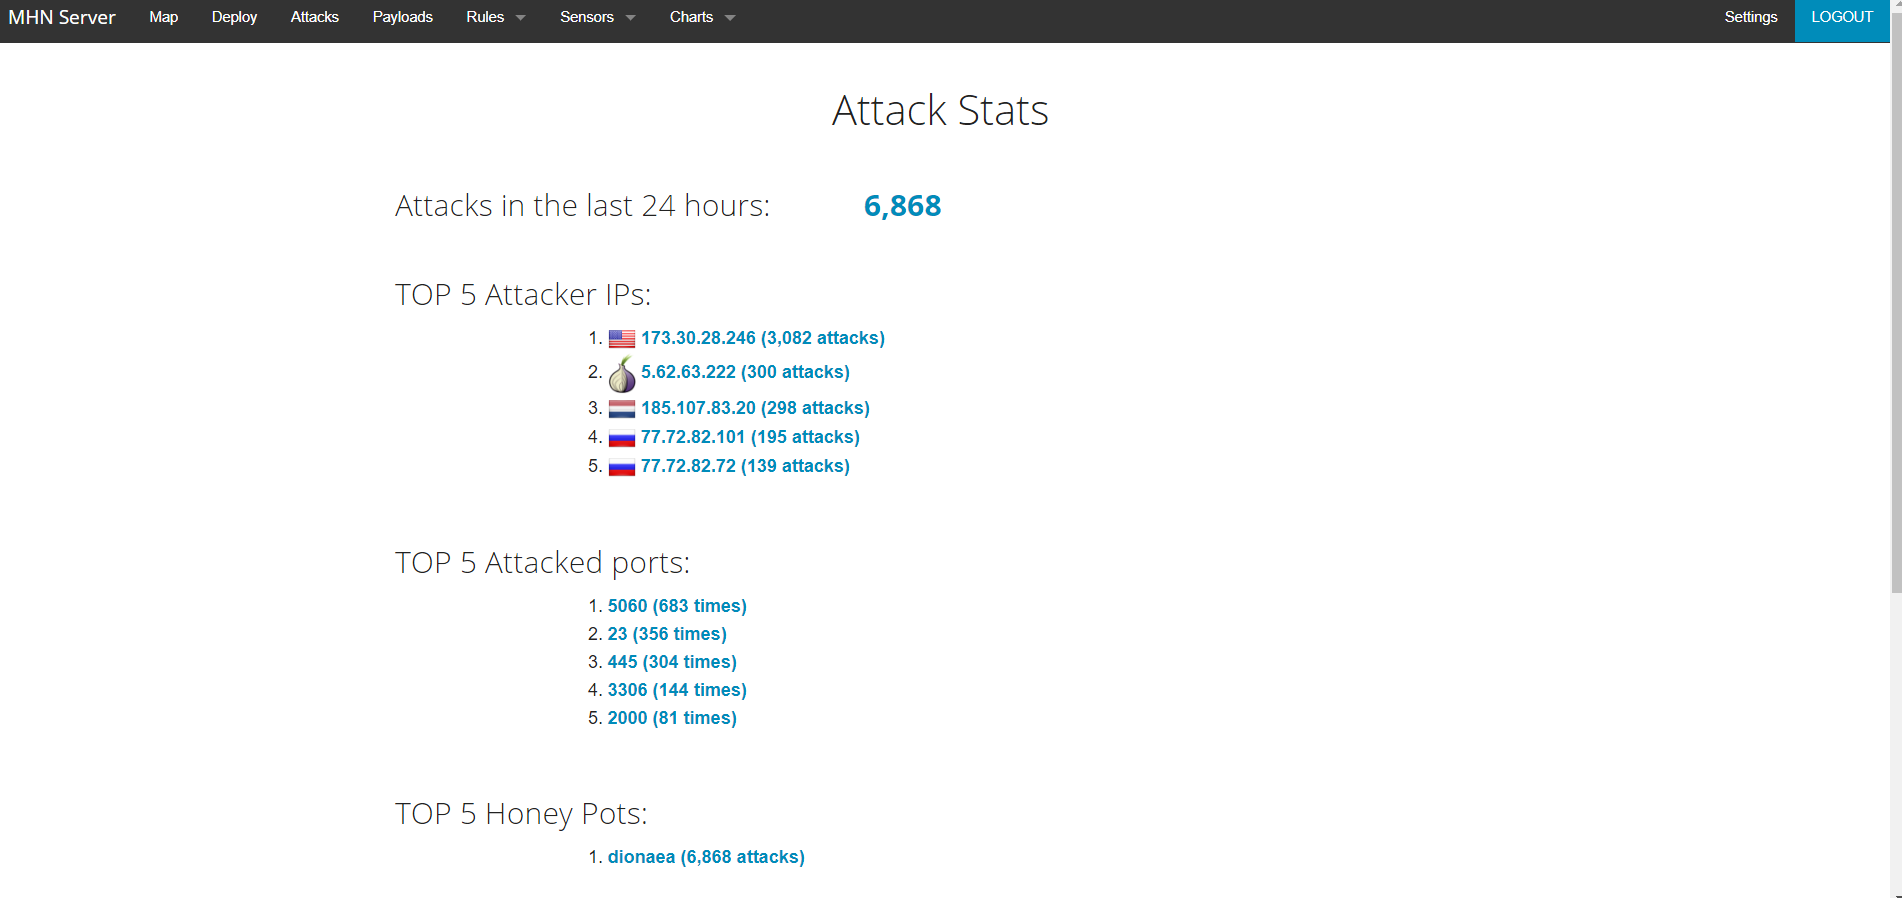 MHN Server Map Deploy Attacks Payloads Rules Sensors Charts Settings LOGOUT
Attack Stats
Attacks in the last 24 hours: 6,868
TOP 5 Attacker IPs:
1. 173.30.28.246 (3,082 attacks)
2. 5.62.63.222 (300 attacks)
3. 185.107.83.20 (298 attacks)
4. 77.72.82.101 (195 attacks)
5. 77.72.82.72 (139 attacks)
TOP 5 Attacked ports:
1. 5060 (683 times)
2. 23 (356 times)
3. 445 (304 times)
4. 3306 (144 times)
5. 2000 (81 times)
TOP 5 Honey Pots:
1. dionaea (6,868 attacks)